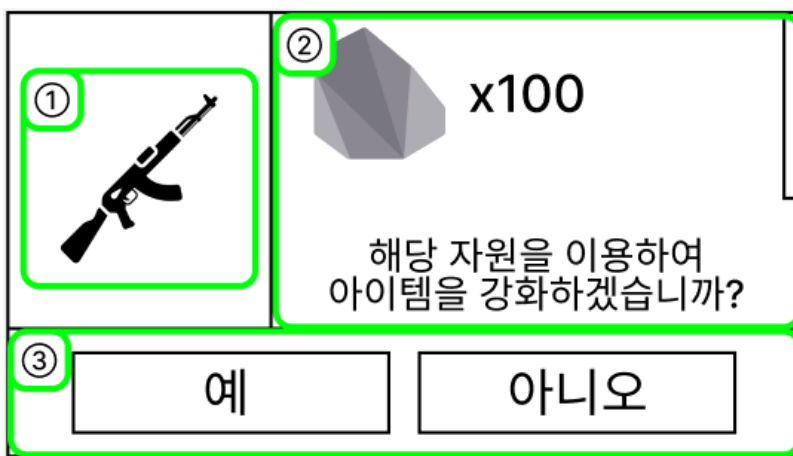 ①
②
x100
해당 자원을 이용하여
아이템을 강화하겠습니까?
③
예
아니오